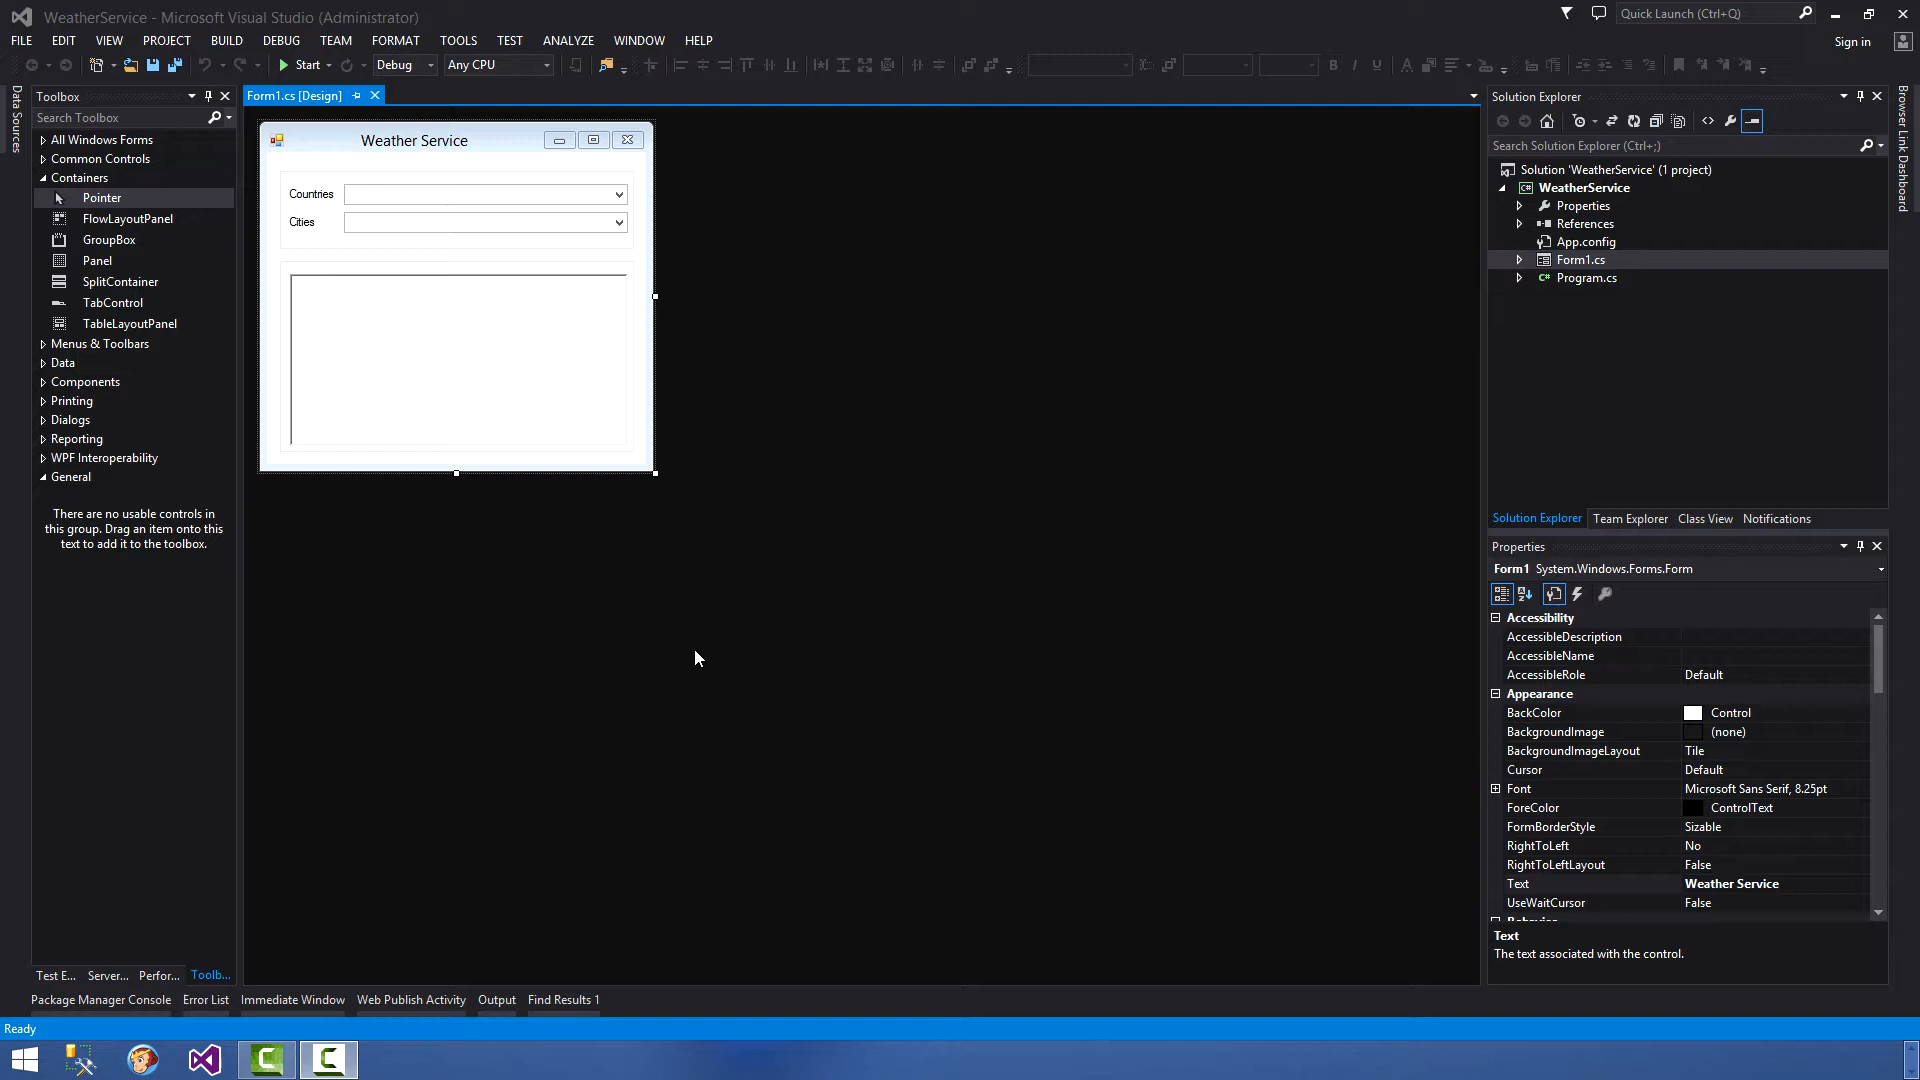 WeatherService - Microsoft Visual Studio (Administrator)
Quick Launch (Ctrl+Q)
FILE EDIT VIEW PROJECT BUILD DEBUG TEAM FORMAT TOOLS TEST ANALYZE WINDOW HELP
Sign in
Start Debug Any CPU
Data Sources
Toolbox
Search Toolbox
All Windows Forms
Common Controls
Containers
Pointer
FlowLayoutPanel
GroupBox
Panel
SplitContainer
TabControl
TableLayoutPanel
Menus & Toolbars
Data
Components
Printing
Dialogs
Reporting
WPF Interoperability
General
There are no usable controls in
this group. Drag an item onto this
text to add it to the toolbox.
Test E... Server... Perfor... Toolb...
Form1.cs [Design]
Weather Service
Countries
Cities
Solution Explorer
Search Solution Explorer (Ctrl+;)
Solution 'WeatherService' (1 project)
WeatherService
Properties
References
App.config
Form1.cs
Program.cs
Solution Explorer Team Explorer Class View Notifications
Browser Link Dashboard
Properties
Form1 System.Windows.Forms.Form
Accessibility
AccessibleDescription
AccessibleName
AccessibleRole Default
Appearance
BackColor Control
BackgroundImage (none)
BackgroundImageLayout Tile
Cursor Default
Font Microsoft Sans Serif, 8.25pt
ForeColor ControlText
FormBorderStyle Sizable
RightToLeft No
RightToLeftLayout False
Text Weather Service
UseWaitCursor False
Behavior
Text
The text associated with the control.
Package Manager Console Error List Immediate Window Web Publish Activity Output Find Results 1
Ready